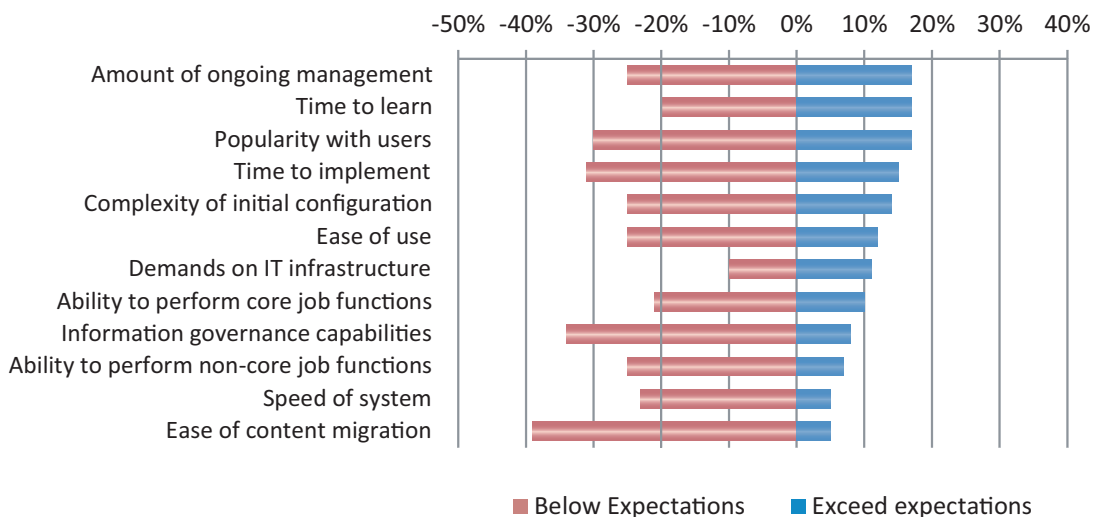 -50% -40% -30% -20% -10% 0% 10% 20% 30% 40%
Amount of ongoing management
Time to learn
Popularity with users
Time to implement
Complexity of initial configuration
Ease of use
Demands on IT infrastructure
Ability to perform core job functions
Information governance capabilities
Ability to perform non-core job functions
Speed of system
Ease of content migration
Below Expectations Exceed expectations